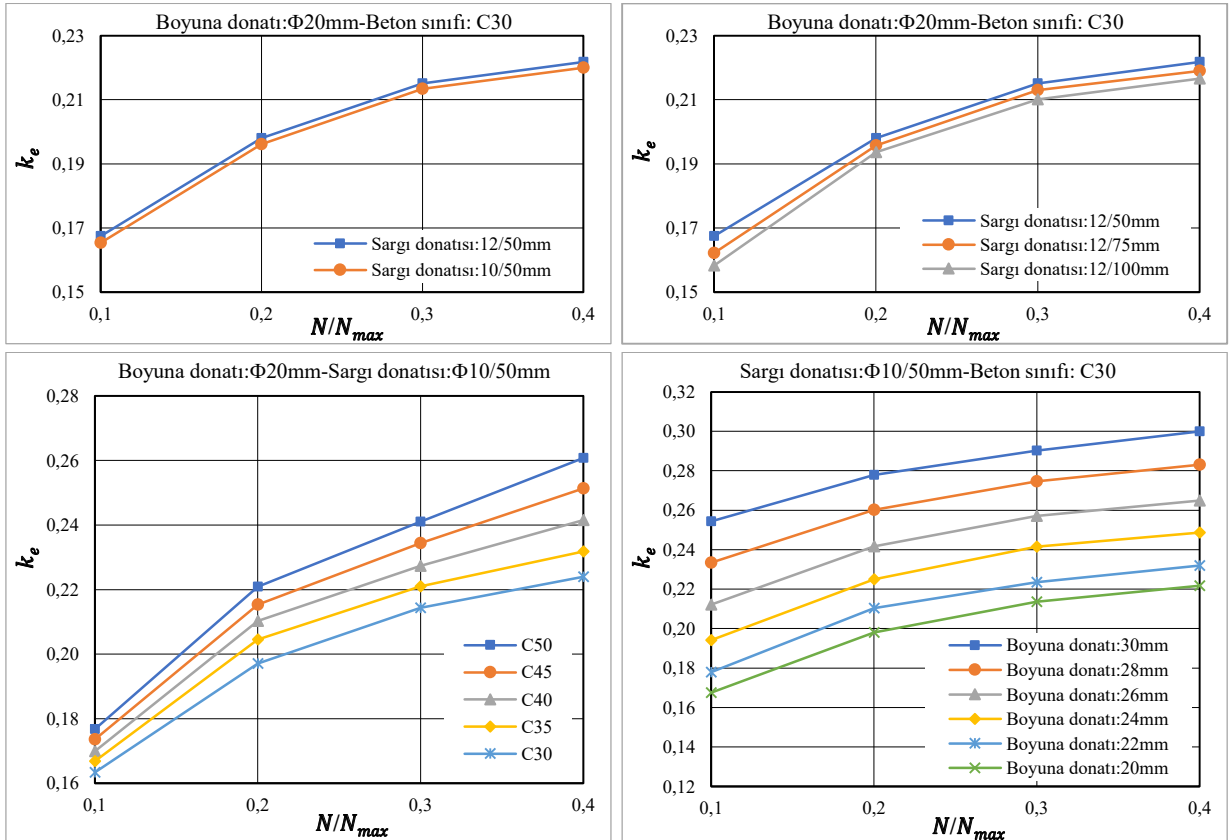 Boyuna donatı:Φ20mm-Beton sınıfı: C30
0,23
0,21
0,19
0,17
0,15
k_e
Sargı donatısı:12/50mm
Sargı donatısı:10/50mm
0,1
0,2
0,3
0,4
N/N_max
Boyuna donatı:Φ20mm-Beton sınıfı: C30
0,23
0,21
0,19
0,17
0,15
k_e
Sargı donatısı:12/50mm
Sargı donatısı:12/75mm
Sargı donatısı:12/100mm
0,1
0,2
0,3
0,4
N/N_max
Boyuna donatı:Φ20mm-Sargı donatısı:Φ10/50mm
0,28
0,26
0,24
0,22
0,20
0,18
0,16
k_e
C50
C45
C40
C35
C30
0,1
0,2
0,3
0,4
N/N_max
Sargı donatısı:Φ10/50mm-Beton sınıfı: C30
0,32
0,30
0,28
0,26
0,24
0,22
0,20
0,18
0,16
0,14
0,12
k_e
Boyuna donatı:30mm
Boyuna donatı:28mm
Boyuna donatı:26mm
Boyuna donatı:24mm
Boyuna donatı:22mm
Boyuna donatı:20mm
0,1
0,2
0,3
0,4
N/N_max